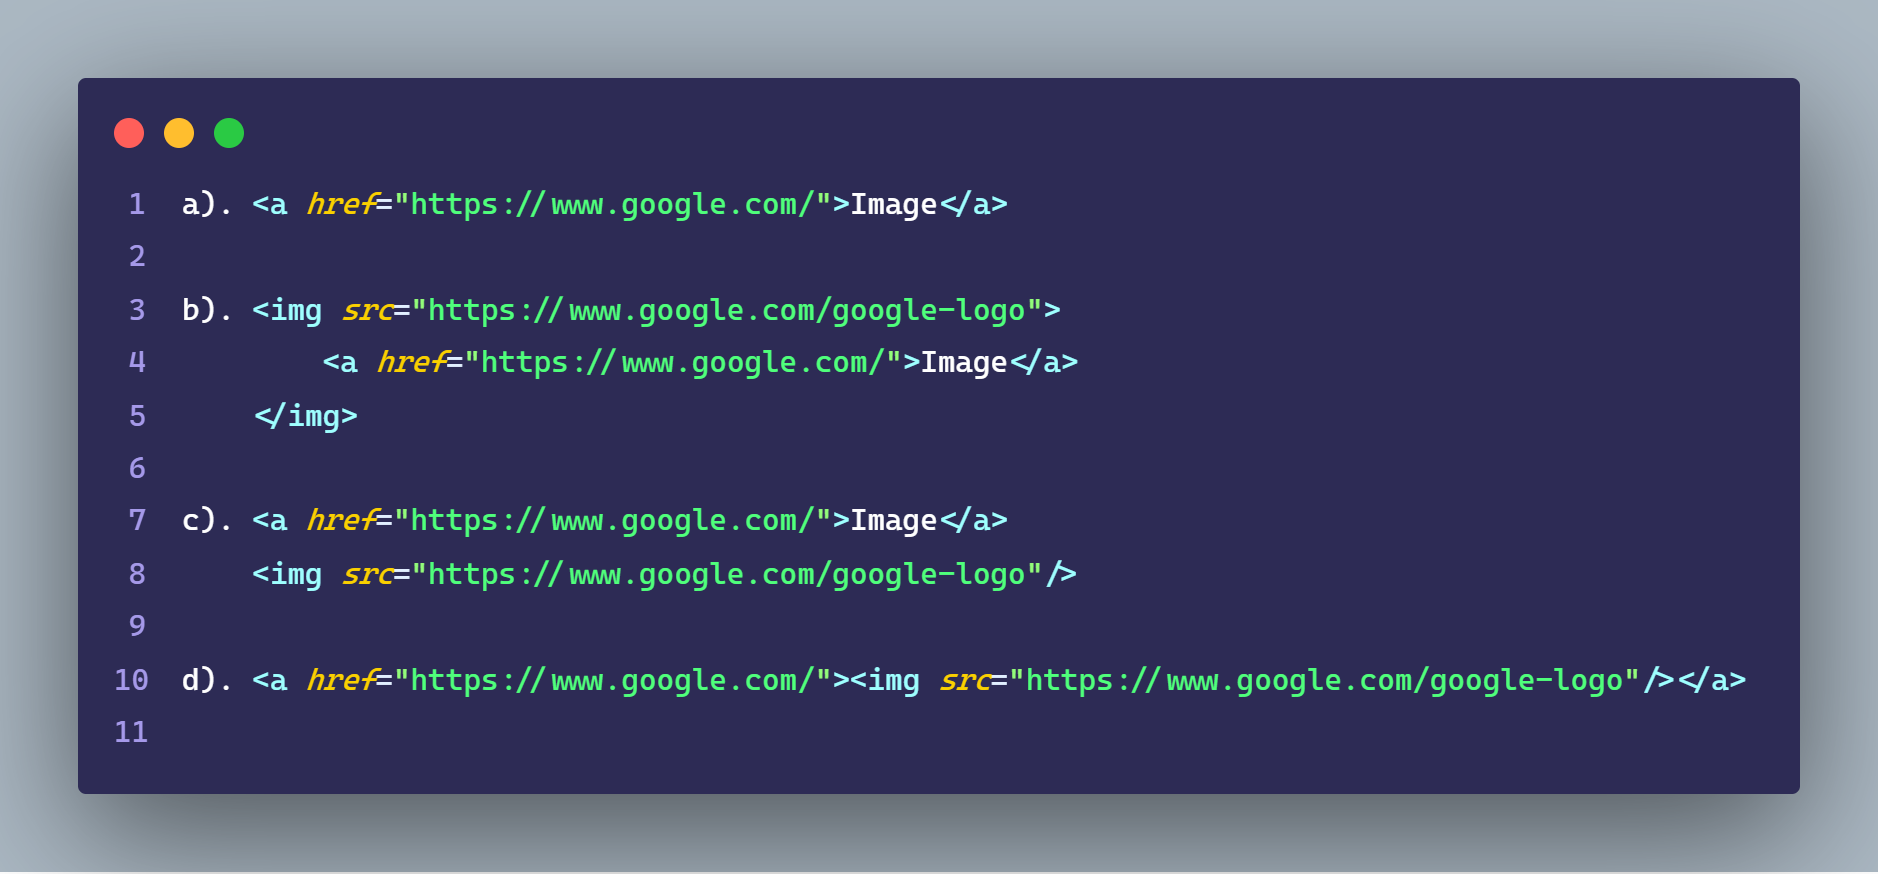 1 a). <a href="https://www.google.com/">Image</a>
2
3 b). <img src="https://www.google.com/google-logo">
4 <a href="https://www.google.com/">Image</a>
5 </img>
6
7 c). <a href="https://www.google.com/">Image</a>
8 <img src="https://www.google.com/google-logo"/>
9
10 d). <a href="https://www.google.com/"><img src="https://www.google.com/google-logo"/></a>
11